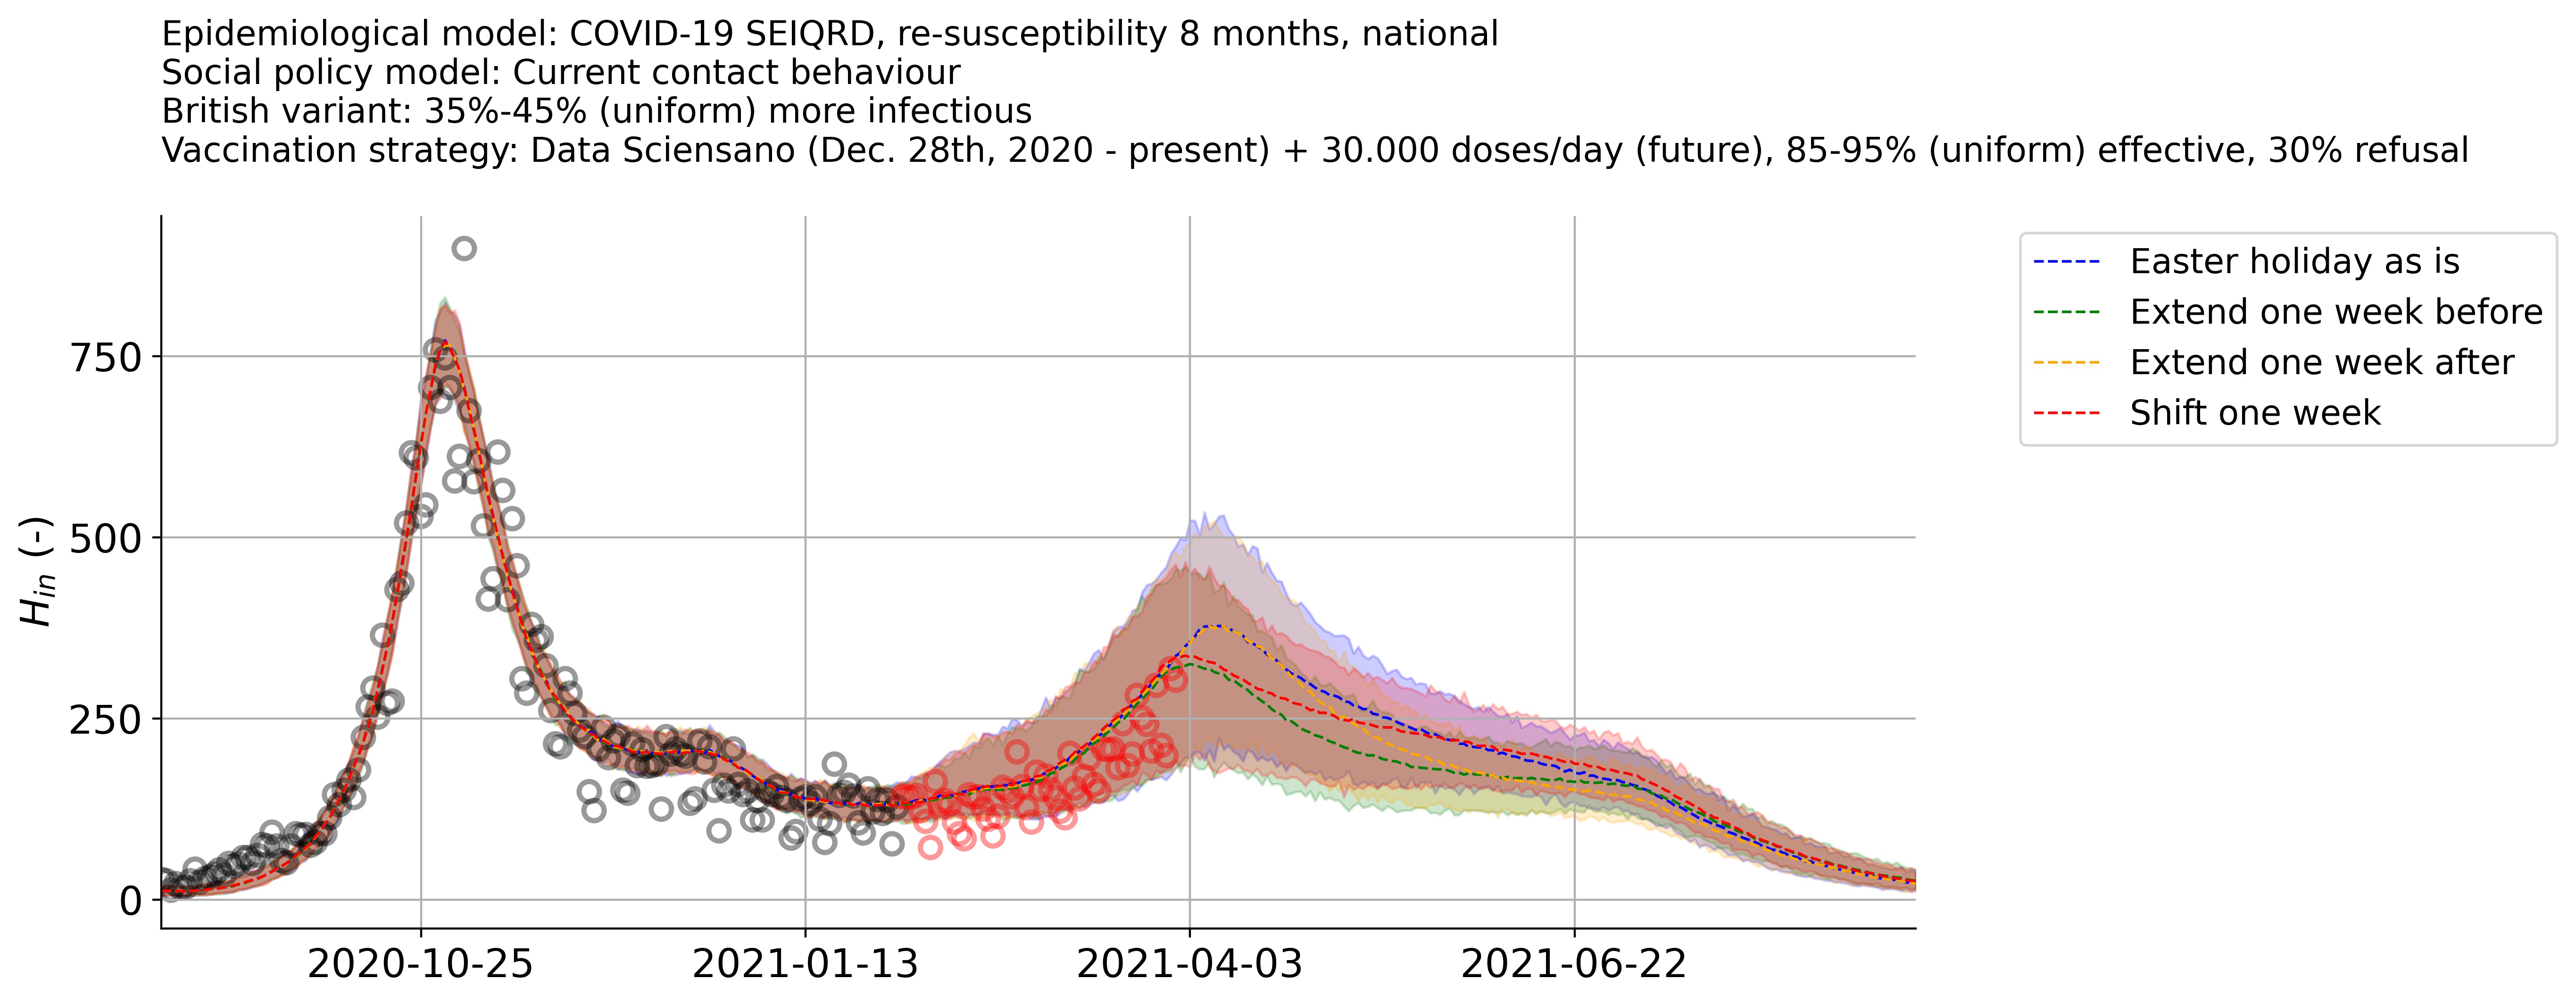 Epidemiological model: COVID-19 SEIQRD, re-susceptibility 8 months, national
Social policy model: Current contact behaviour
British variant: 35%-45% (uniform) more infectious
Vaccination strategy: Data Sciensano (Dec. 28th, 2020 - present) + 30.000 doses/day (future), 85-95% (uniform) effective, 30% refusal
Easter holiday as is
Extend one week before
Extend one week after
Shift one week
H_in (-)
750
500
250
0
2020-10-25
2021-01-13
2021-04-03
2021-06-22